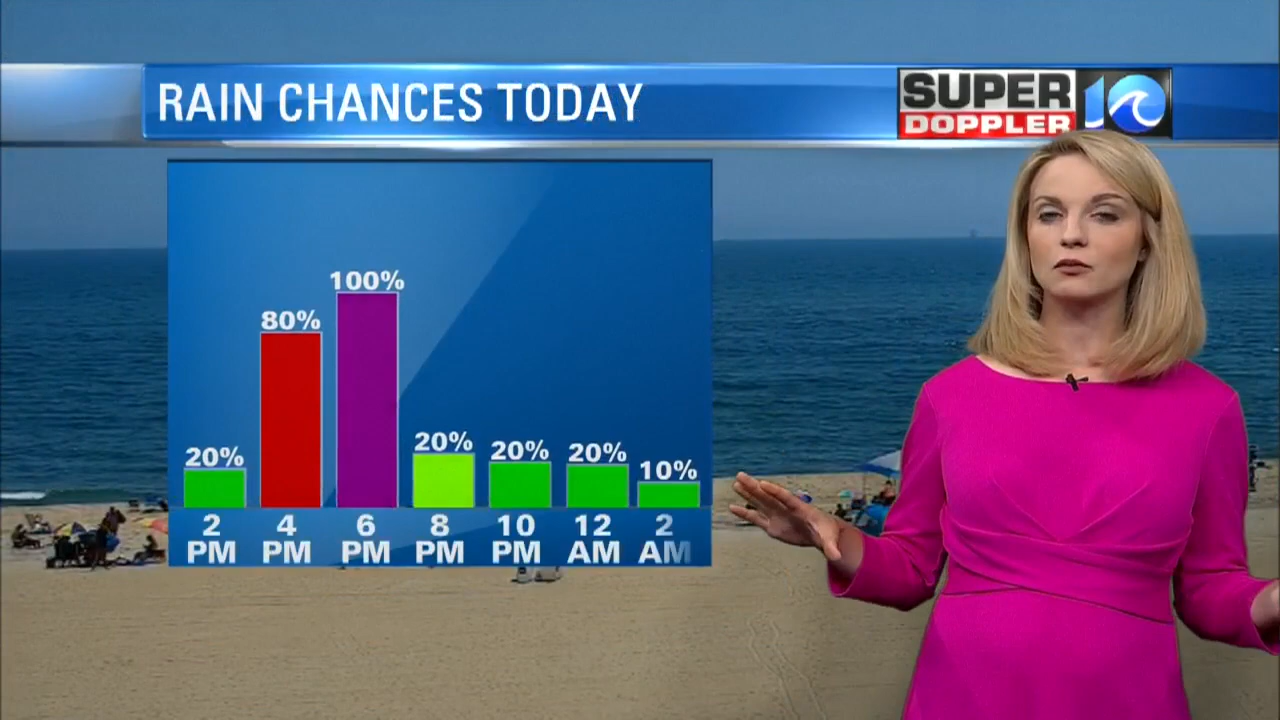 RAIN CHANCES TODAY
SUPER
DOPPLER
10
100%
80%
20%
20%
20%
20%
10%
2 PM
4 PM
6 PM
8 PM
10 PM
12 AM
2 AM